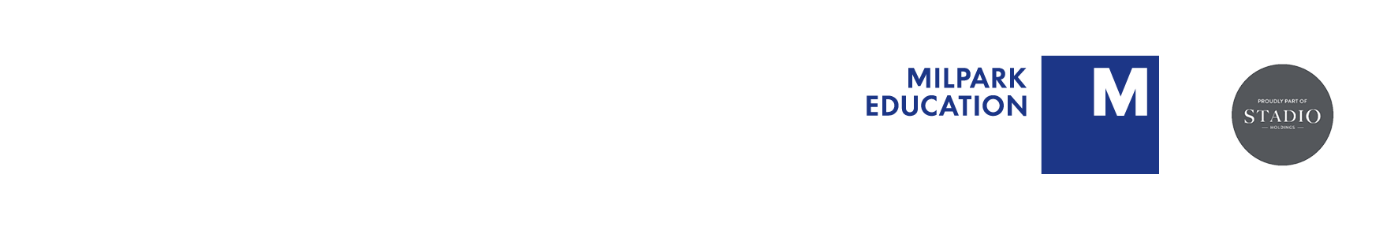 MILPARK
EDUCATION
M
PROUDLY PART OF
STADIO
HOLDINGS